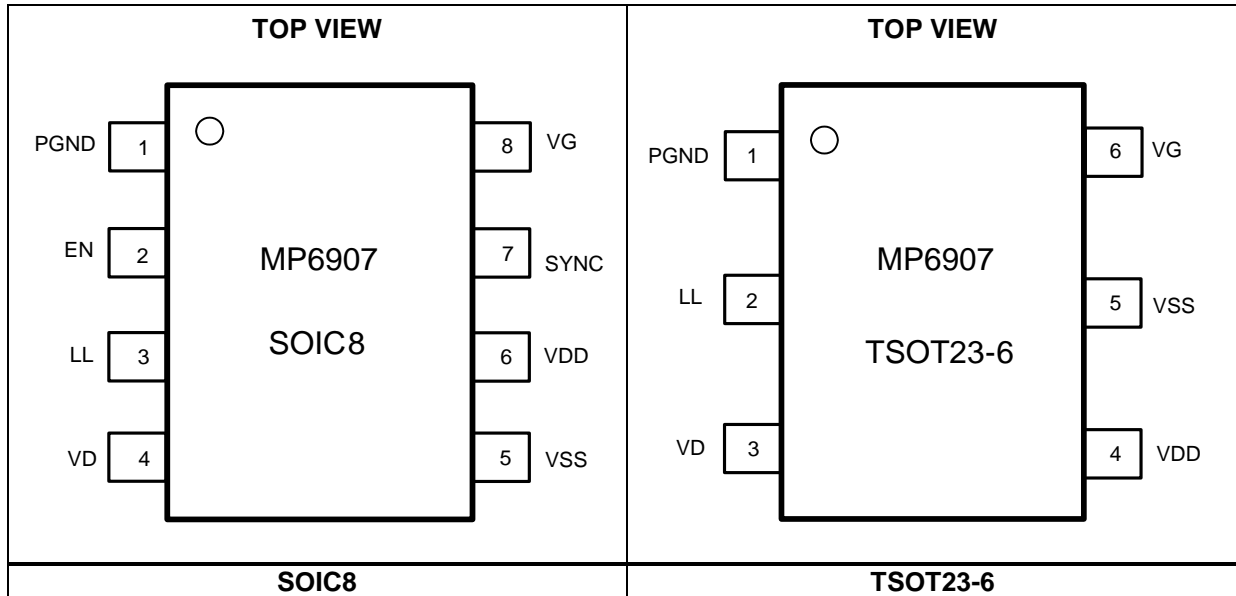 TOP VIEW
PGND 1 8 VG
EN 2 7 SYNC
MP6907
SOIC8
LL 3 6 VDD
VD 4 5 VSS
SOIC8
TOP VIEW
PGND 1 6 VG
MP6907
LL 2 5 VSS
TSOT23-6
VD 3 4 VDD
TSOT23-6